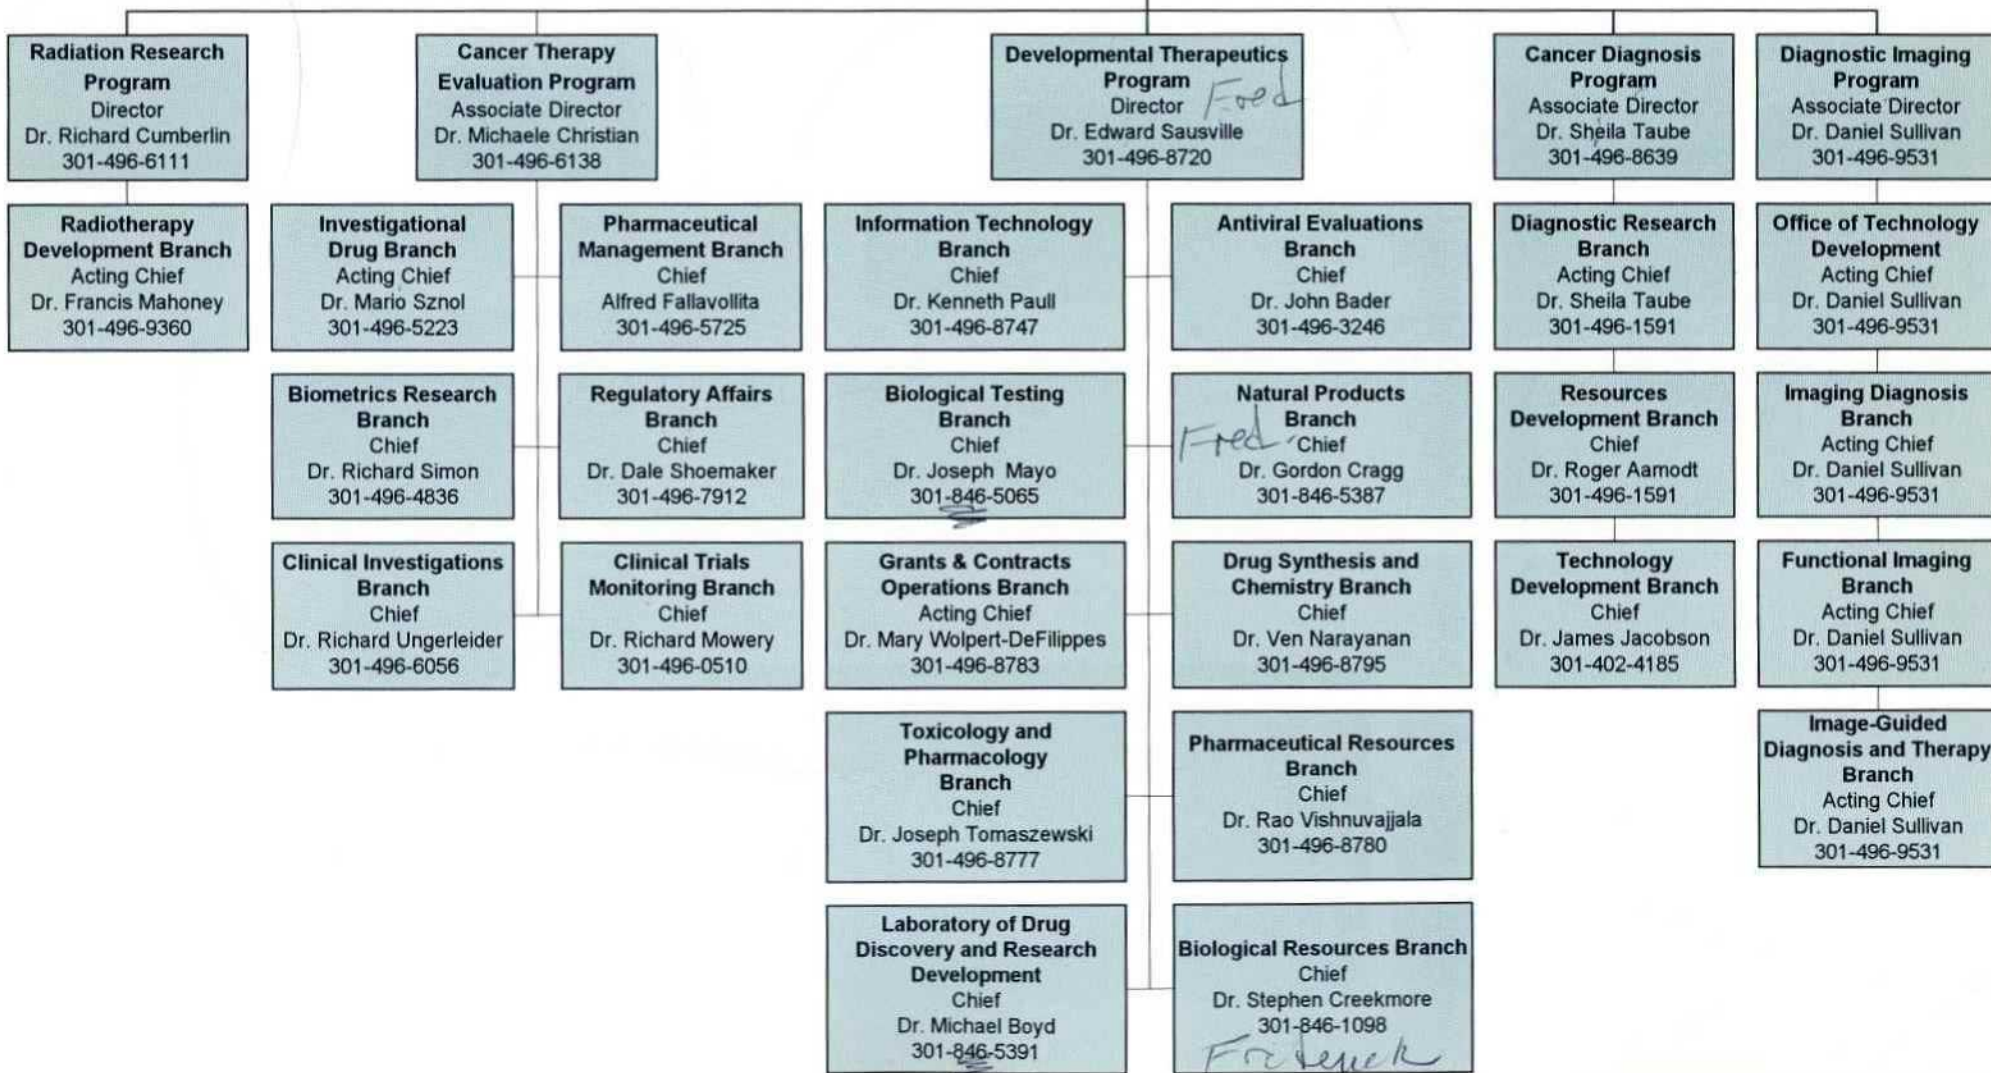 Radiation Research
Program
Director
Dr. Richard Cumberlin
301-496-6111
Cancer Therapy
Evaluation Program
Associate Director
Dr. Michaele Christian
301-496-6138
Developmental Therapeutics
Program
Director Fred
Dr. Edward Sausville
301-496-8720
Cancer Diagnosis
Program
Associate Director
Dr. Sheila Taube
301-496-8639
Diagnostic Imaging
Program
Associate Director
Dr. Daniel Sullivan
301-496-9531
Radiotherapy
Development Branch
Acting Chief
Dr. Francis Mahoney
301-496-9360
Investigational
Drug Branch
Acting Chief
Dr. Mario Sznol
301-496-5223
Pharmaceutical
Management Branch
Chief
Alfred Fallavollita
301-496-5725
Information Technology
Branch
Chief
Dr. Kenneth Paull
301-496-8747
Antiviral Evaluations
Branch
Chief
Dr. John Bader
301-496-3246
Diagnostic Research
Branch
Acting Chief
Dr. Sheila Taube
301-496-1591
Office of Technology
Development
Acting Chief
Dr. Daniel Sullivan
301-496-9531
Biometrics Research
Branch
Chief
Dr. Richard Simon
301-496-4836
Regulatory Affairs
Branch
Chief
Dr. Dale Shoemaker
301-496-7912
Biological Testing
Branch
Chief
Dr. Joseph Mayo
301-846-5065
Natural Products
Branch
Fred Chief
Dr. Gordon Cragg
301-846-5387
Resources
Development Branch
Chief
Dr. Roger Aamodt
301-496-1591
Imaging Diagnosis
Branch
Acting Chief
Dr. Daniel Sullivan
301-496-9531
Clinical Investigations
Branch
Chief
Dr. Richard Ungerleider
301-496-6056
Clinical Trials
Monitoring Branch
Chief
Dr. Richard Mowery
301-496-0510
Grants & Contracts
Operations Branch
Acting Chief
Dr. Mary Wolpert-DeFilippes
301-496-8783
Drug Synthesis and
Chemistry Branch
Chief
Dr. Ven Narayanan
301-496-8795
Technology
Development Branch
Chief
Dr. James Jacobson
301-402-4185
Functional Imaging
Branch
Acting Chief
Dr. Daniel Sullivan
301-496-9531
Toxicology and
Pharmacology
Branch
Chief
Dr. Joseph Tomaszewski
301-496-8777
Pharmaceutical Resources
Branch
Chief
Dr. Rao Vishnuvajjala
301-496-8780
Image-Guided
Diagnosis and Therapy
Branch
Acting Chief
Dr. Daniel Sullivan
301-496-9531
Laboratory of Drug
Discovery and Research
Development
Chief
Dr. Michael Boyd
301-846-5391
Biological Resources Branch
Chief
Dr. Stephen Creekmore
301-846-1098
Frederick